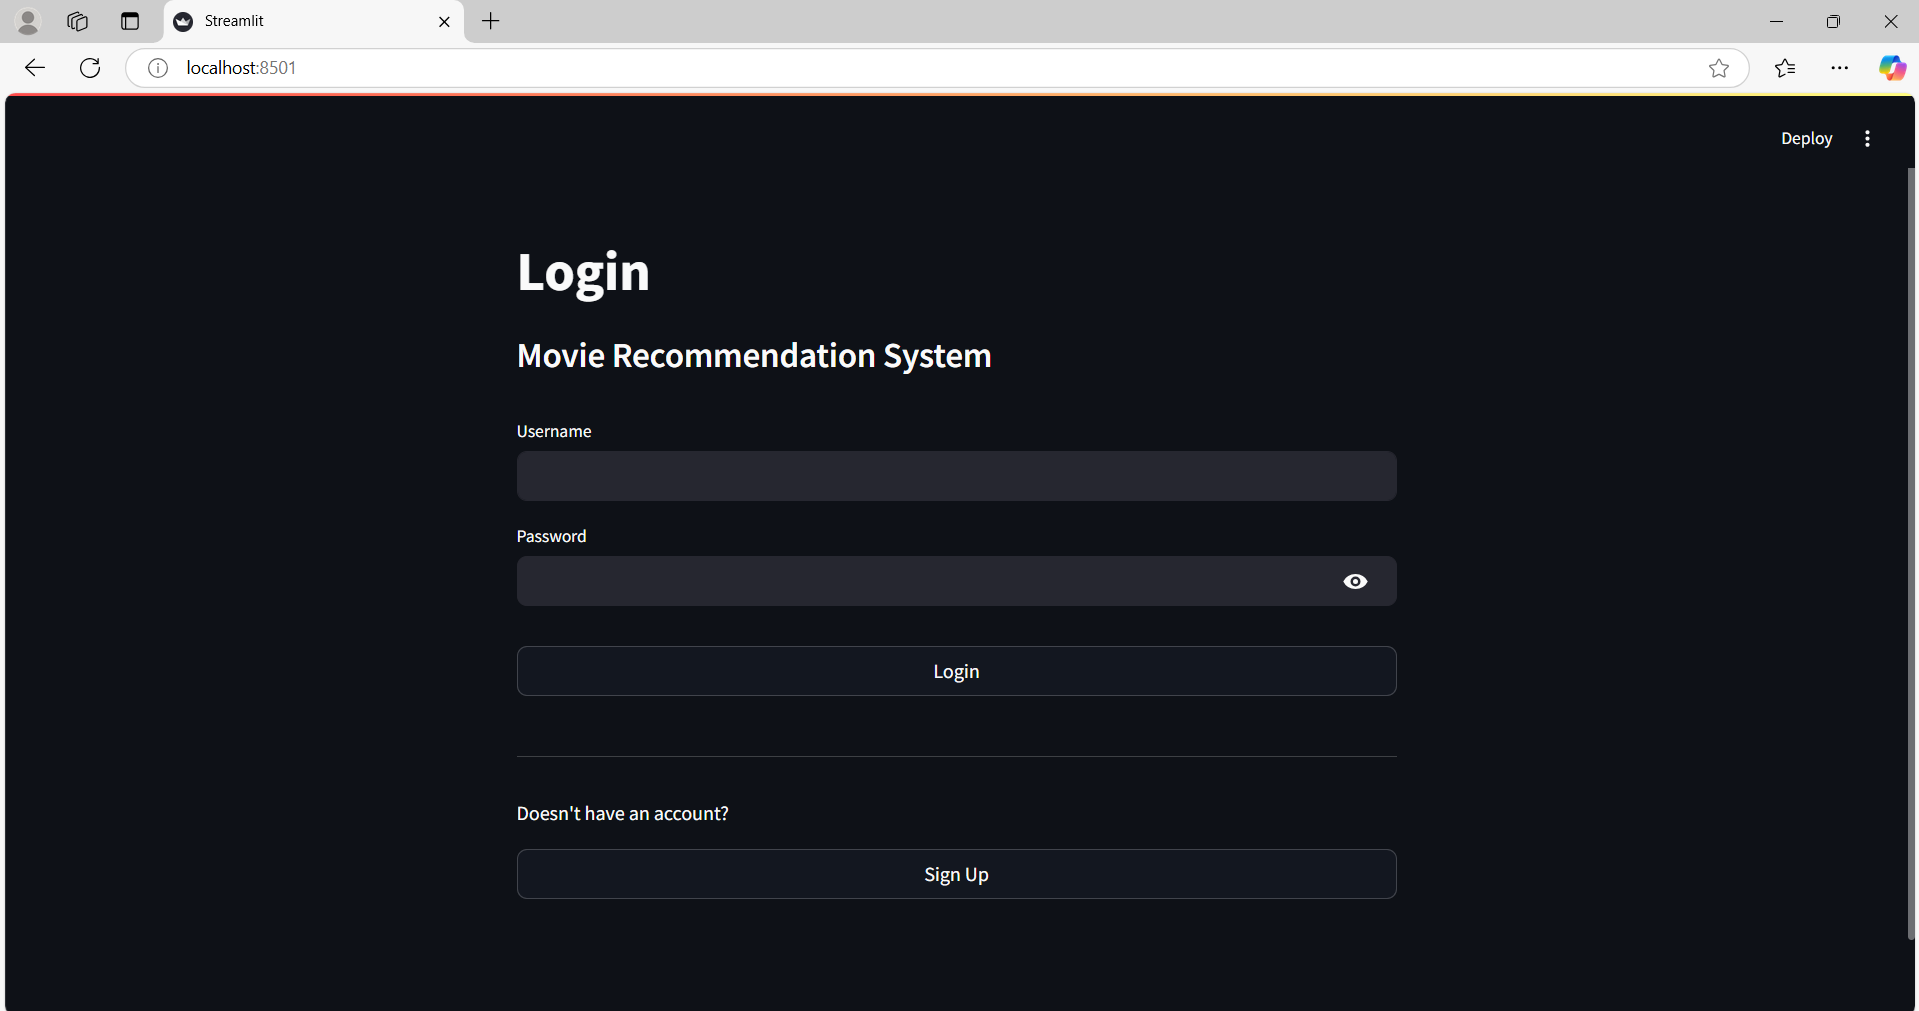 Streamlit
localhost:8501
Deploy
Login
Movie Recommendation System
Username
Password
Login
Doesn't have an account?
Sign Up